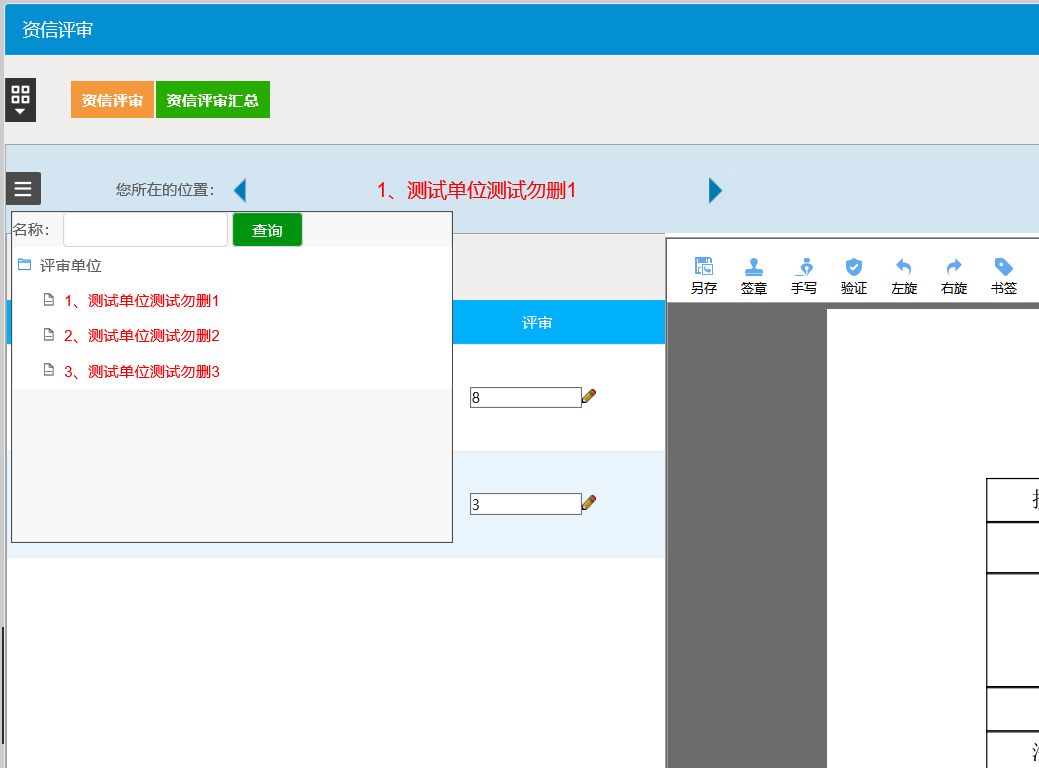 资信评审
资信评审 资信评审汇总
您所在的位置： 1、测试单位测试勿删1
名称： 查询
评审单位
1、测试单位测试勿删1
2、测试单位测试勿删2
3、测试单位测试勿删3
评审
8
3
另存 签章 手写 验证 左旋 右旋 书签